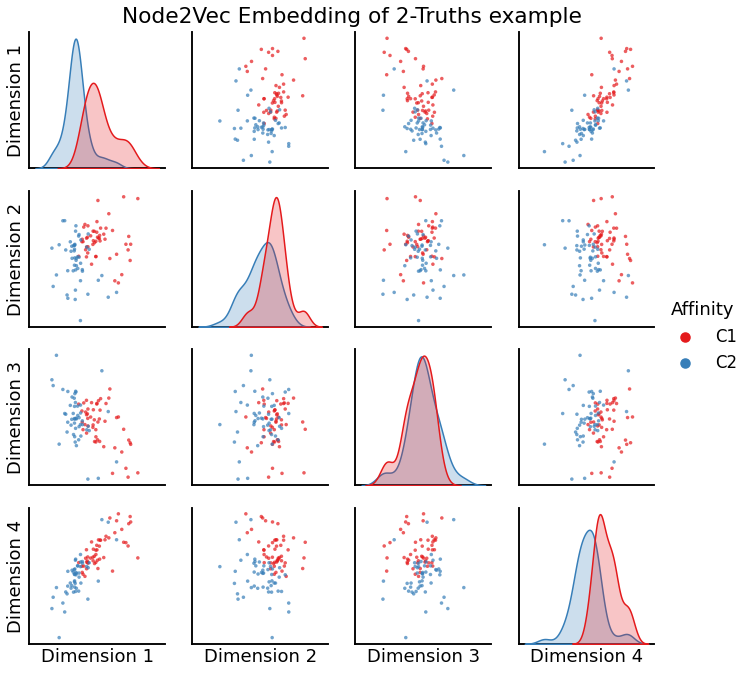 Node2Vec Embedding of 2-Truths example
Dimension 1
Dimension 2
Dimension 3
Dimension 4
Dimension 1
Dimension 2
Dimension 3
Dimension 4
Affinity
C1
C2